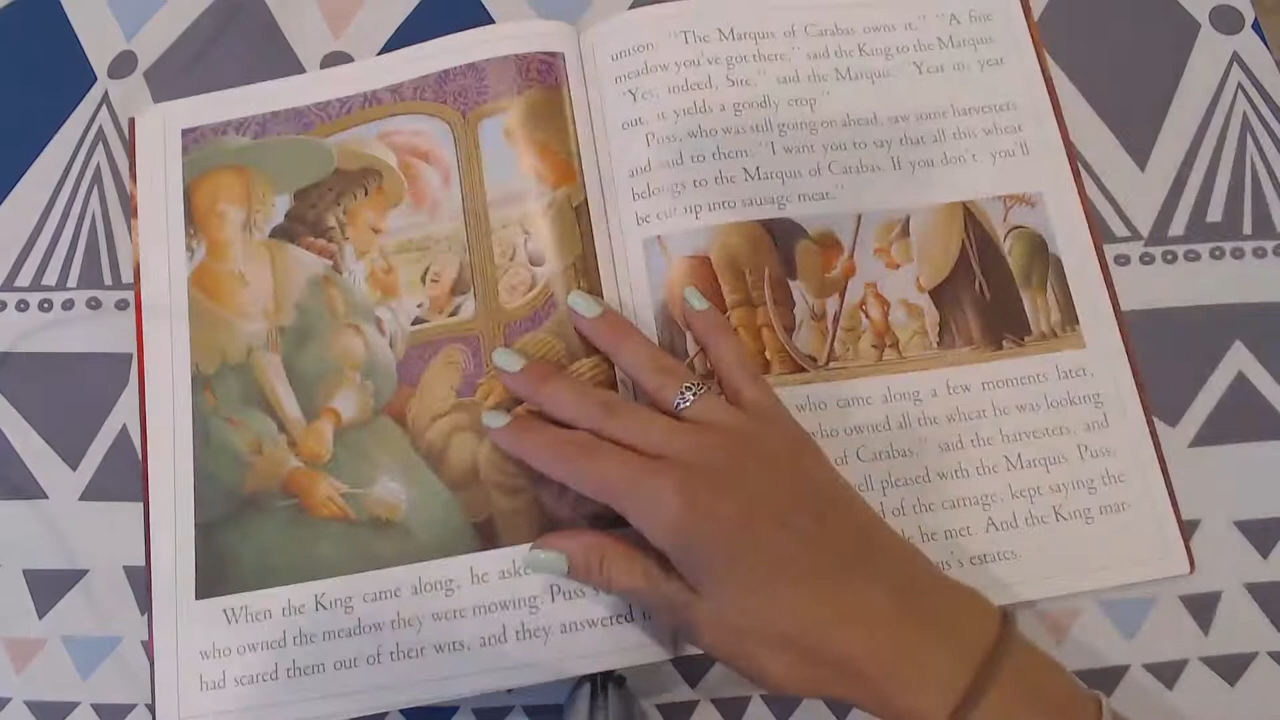 When the King came along, he aske
who owned the meadow they were mowing. Puss's
had scared them out of their wits, and they answered
unison. "The Marquis of Carabas owns it." "A fine
meadow you've got there," said the King to the Marquis.
"Yes, indeed, Sire," said the Marquis. "Year in, year
out, it yields a goodly crop."
Puss, who was still going on ahead, saw some harvesters
and said to them: "I want you to say that all this wheat
belongs to the Marquis of Carabas. If you don't, you'll
be cut up into sausage meat."
who came along a few moments later,
who owned all the wheat he was looking
of Carabas," said the harvesters, and
well pleased with the Marquis. Puss,
d of the carriage, kept saying the
he met. And the King mar-
estates.